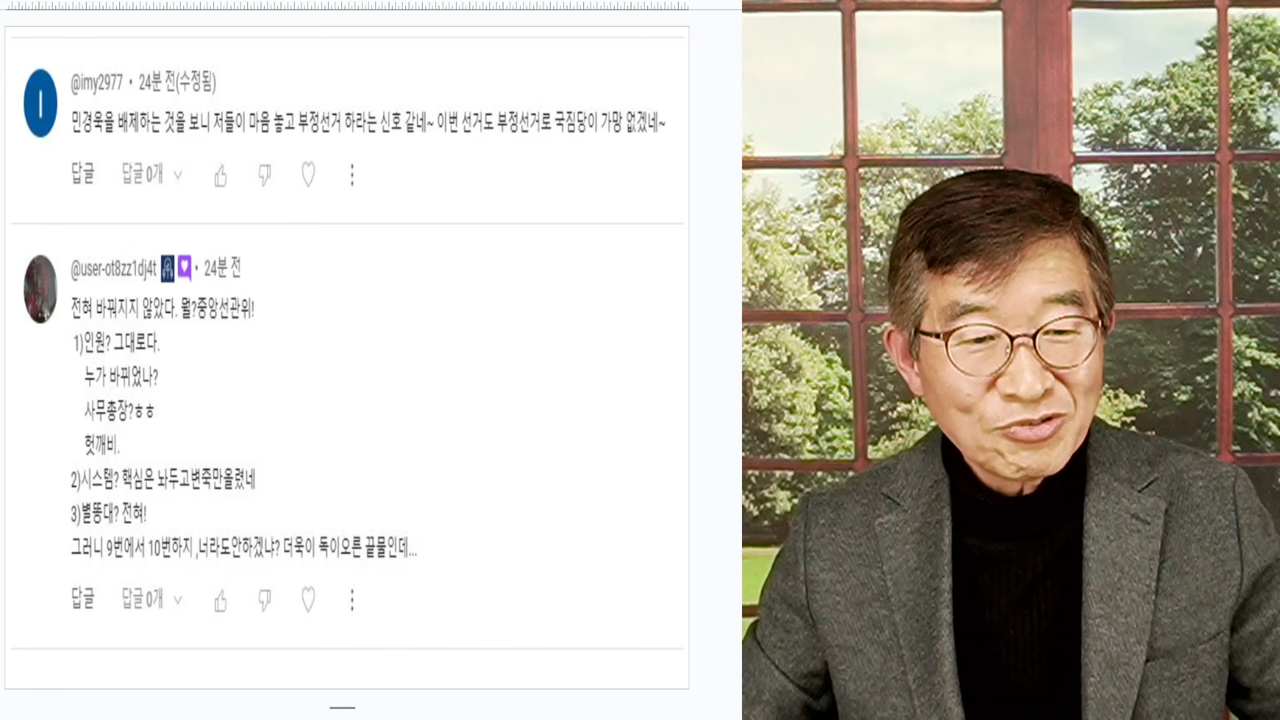 @imy2977 • 24분 전(수정됨)
민경욱을 배제하는 것을 보니 저들이 마음 놓고 부정선거 하라는 신호 같네~ 이번 선거도 부정선거로 국짐당이 가망 없겠네~
답글 답글 0개
@user-ot8zz1dj4t • 24분 전
전혀 바꿔지지 않았다. 뭘?중앙선관위!
1)인원? 그대로다.
누가 바뀌었나?
사무총장?ㅎㅎ
헛깨비.
2)시스템? 핵심은 놔두고변죽만울렸네
3)별똥대? 전혀!
그러니 9번에서 10번하지 ,너라도안하겠냐? 더욱이 독이오른 끝물인데...
답글 답글 0개